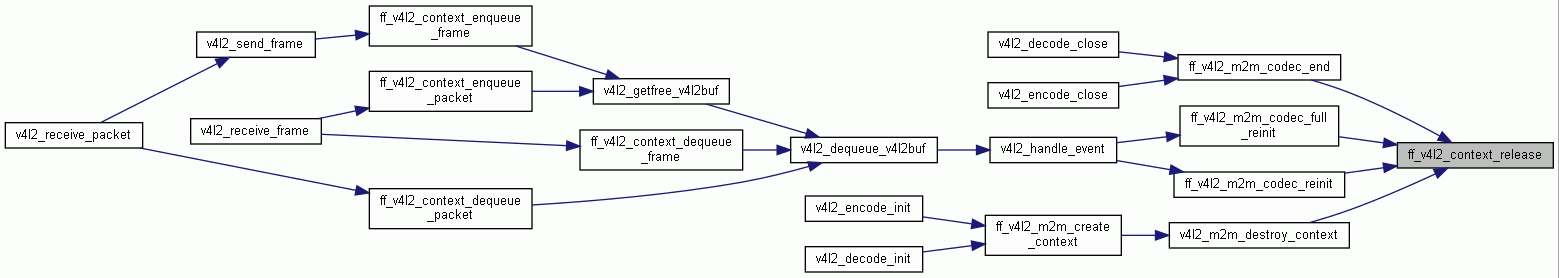 v4l2_receive_packet
v4l2_send_frame
v4l2_receive_frame
ff_v4l2_context_enqueue
_frame
ff_v4l2_context_enqueue
_packet
ff_v4l2_context_dequeue
_packet
v4l2_getfree_v4l2buf
ff_v4l2_context_dequeue
_frame
v4l2_dequeue_v4l2buf
v4l2_encode_init
v4l2_decode_init
v4l2_decode_close
v4l2_encode_close
v4l2_handle_event
ff_v4l2_m2m_create
_context
ff_v4l2_m2m_codec_end
ff_v4l2_m2m_codec_full
_reinit
ff_v4l2_m2m_codec_reinit
v4l2_m2m_destroy_context
ff_v4l2_context_release